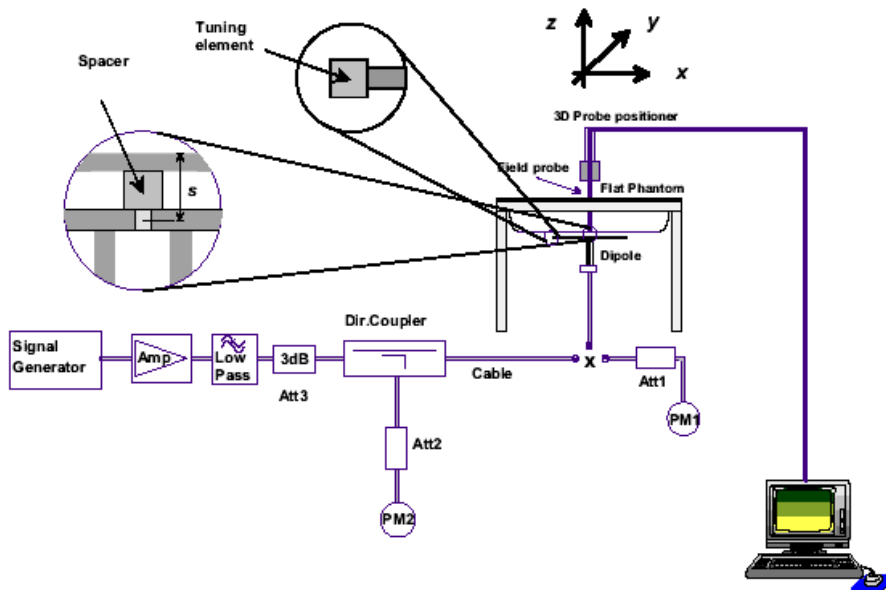 Tuning
element
Spacer
z
y
x
3D Probe positioner
Field probe
Flat Phantom
s
Dipole
Dir.Coupler
Signal
Generator
Amp
Low
Pass
3dB
Att3
Cable
x
Att1
PM1
Att2
PM2